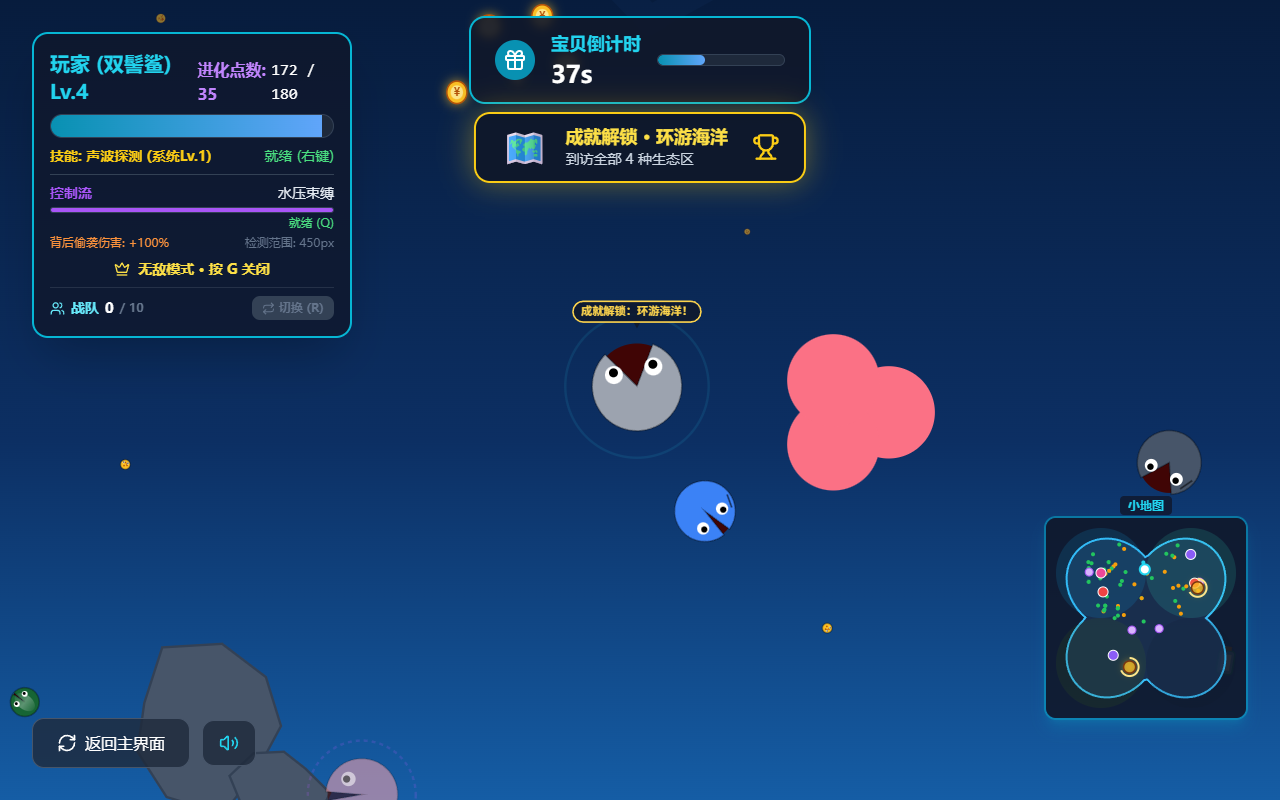 玩家 (双髻鲨)
Lv.4
进化点数: 172 /
35 180
技能: 声波探测 (系统Lv.1) 就绪 (右键)
控制流 水压束缚
就绪 (Q)
背后偷袭伤害: +100% 检测范围: 450px
无敌模式 • 按 G 关闭
战队 0 / 10 切换 (R)
宝贝倒计时
37s
成就解锁 • 环游海洋
到访全部 4 种生态区
成就解锁：环游海洋！
小地图
返回主界面